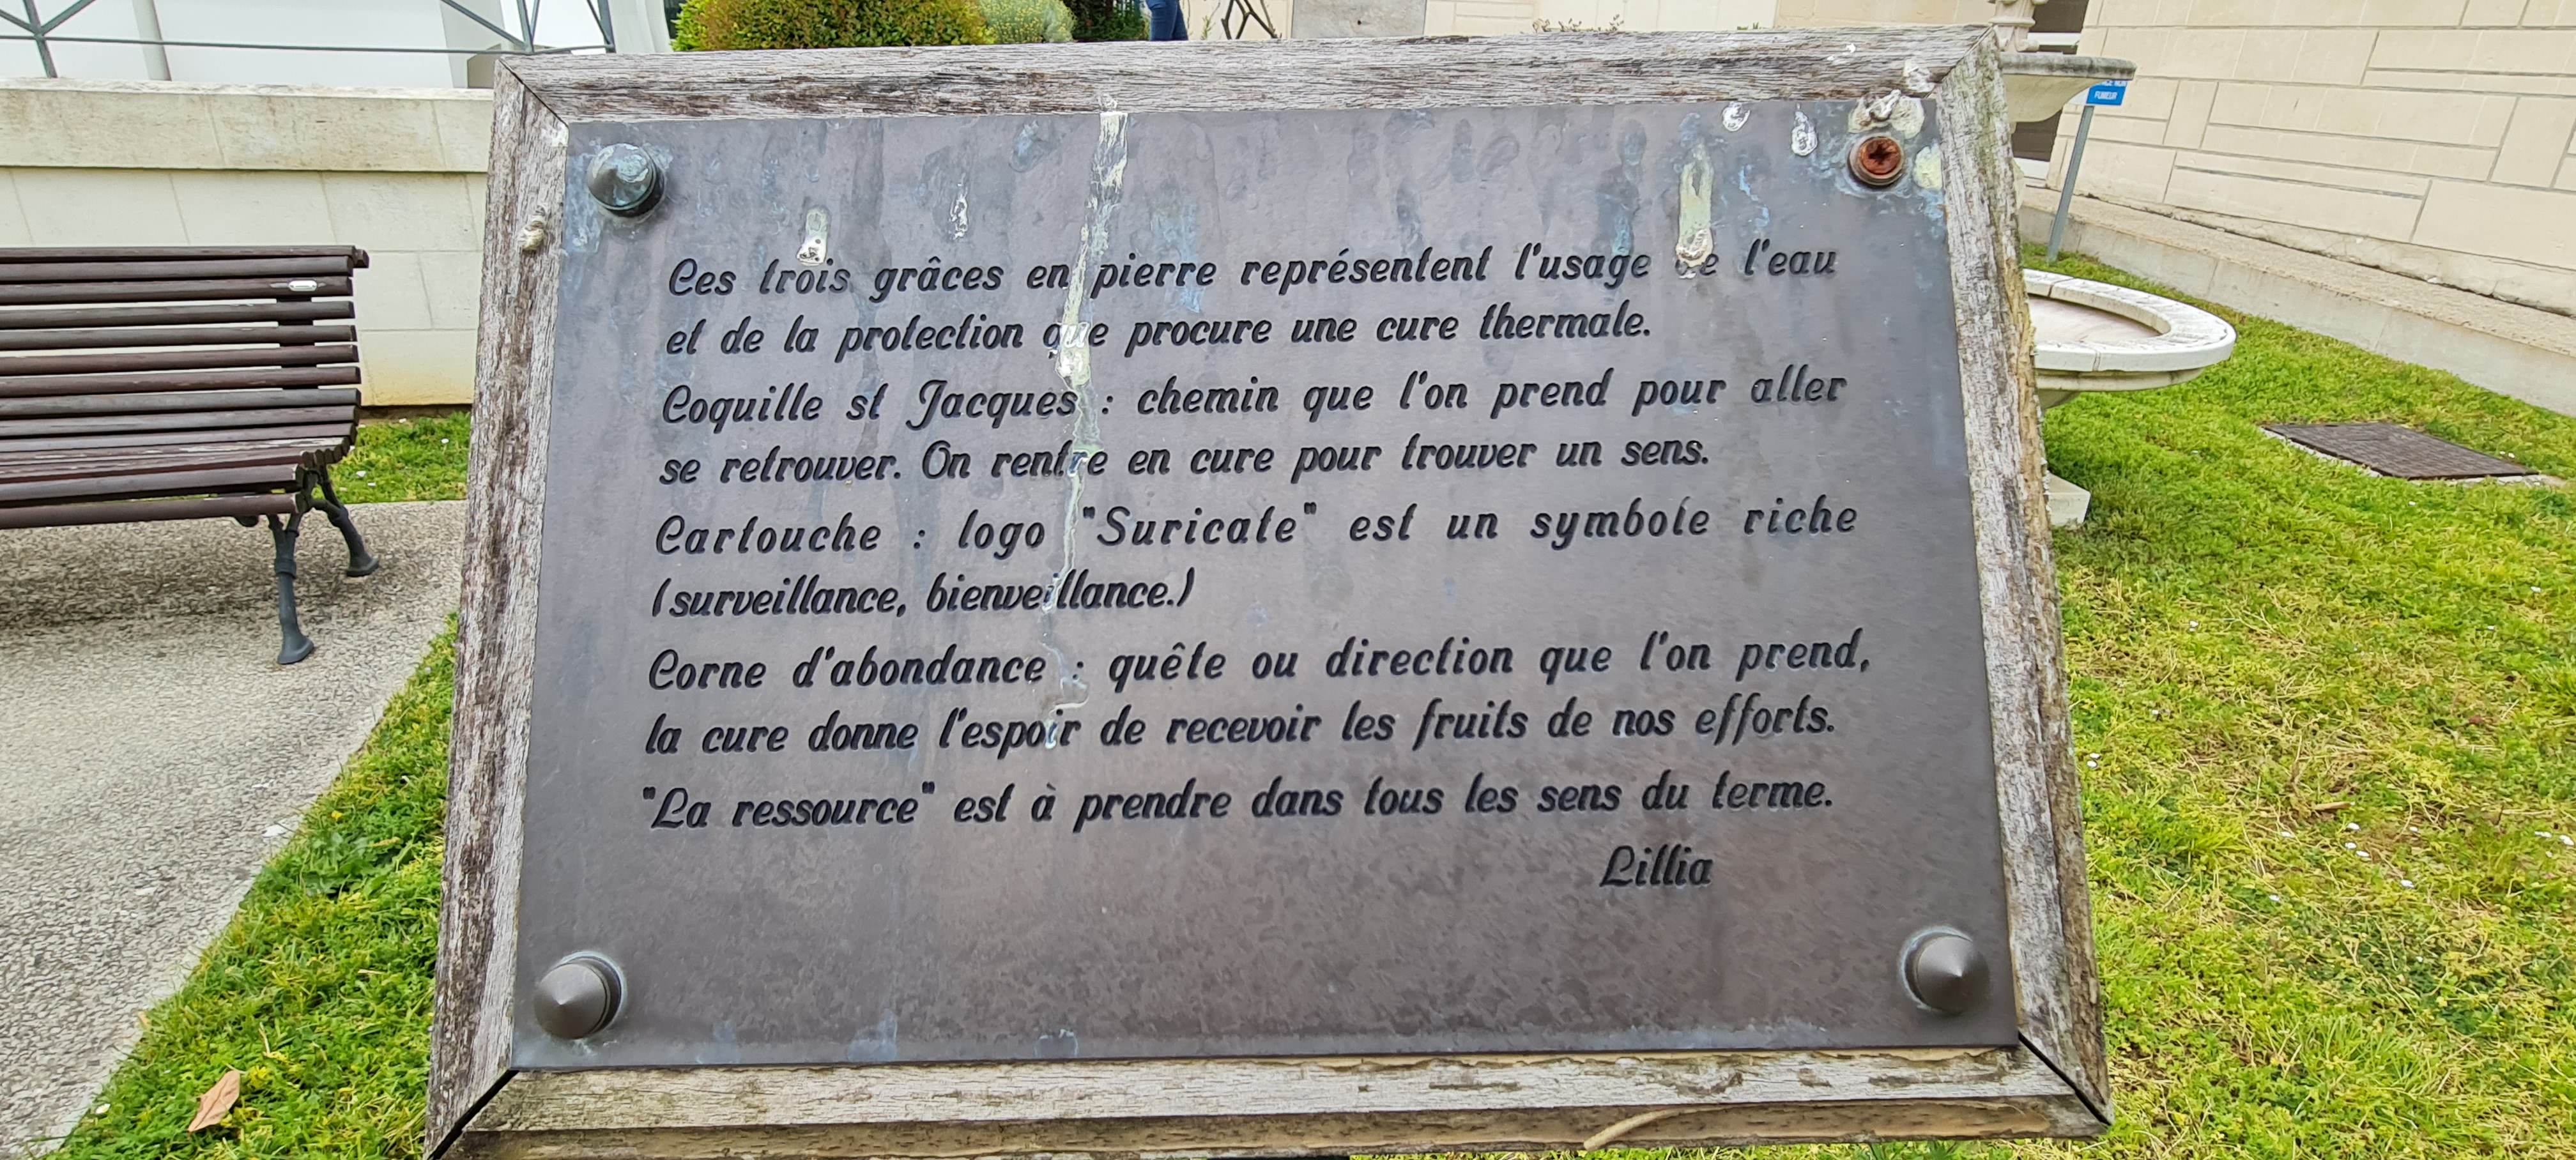 Ces trois grâces en pierre représentent l'usage de l'eau
et de la protection que procure une cure thermale.
Coquille st Jacques : chemin que l'on prend pour aller
se retrouver. On rentre en cure pour trouver un sens.
Cartouche : logo "Suricate" est un symbole riche
(surveillance, bienveillance.)
Corne d'abondance : quête ou direction que l'on prend,
la cure donne l'espoir de recevoir les fruits de nos efforts.
"La ressource" est à prendre dans tous les sens du terme.
Lillia
FUMEUR